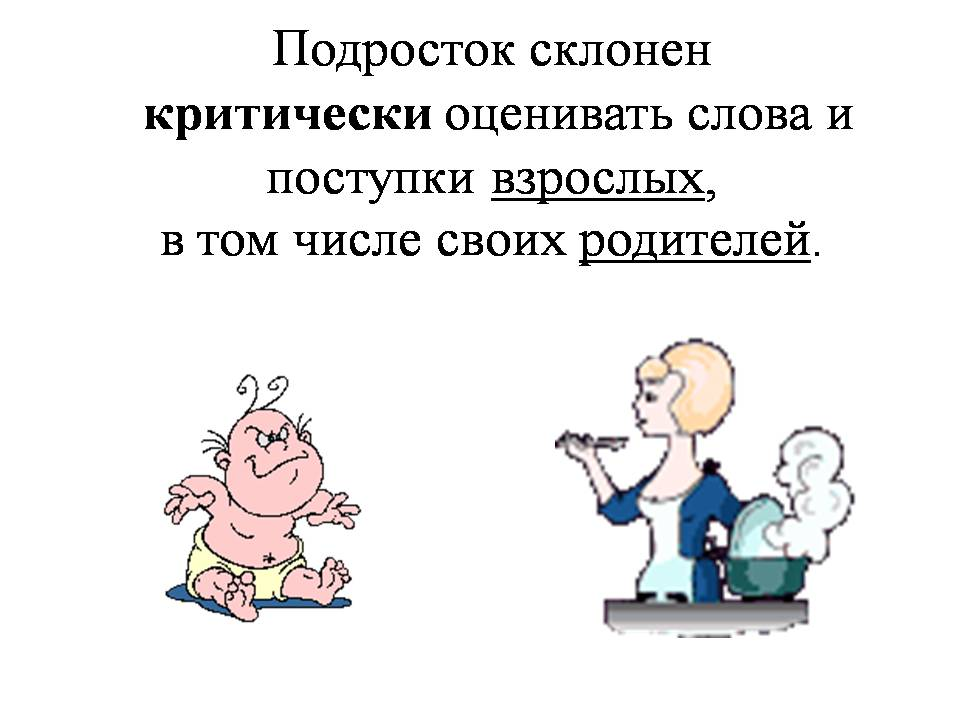 Подросток склонен
критически оценивать слова и
поступки взрослых,
в том числе своих родителей.